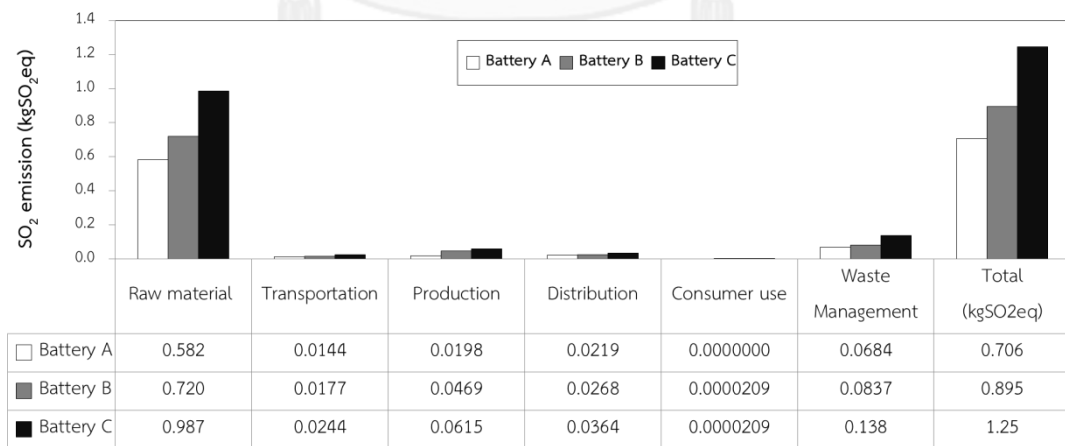 1.4
1.2
1.0
0.8
0.6
0.4
0.2
0.0
SO2 emission (kgSO2eq)
Battery A Battery B Battery C
Raw material Transportation Production Distribution Consumer use Waste Management Total (kgSO2eq)
Battery A 0.582 0.0144 0.0198 0.0219 0.0000000 0.0684 0.706
Battery B 0.720 0.0177 0.0469 0.0268 0.0000209 0.0837 0.895
Battery C 0.987 0.0244 0.0615 0.0364 0.0000209 0.138 1.25